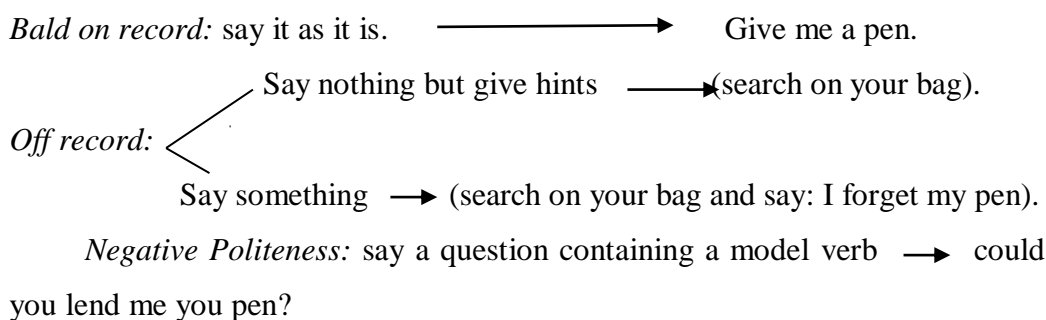 Bald on record: say it as it is. Give me a pen.
Say nothing but give hints (search on your bag).
Off record:
Say something (search on your bag and say: I forget my pen).
Negative Politeness: say a question containing a model verb could
you lend me you pen?